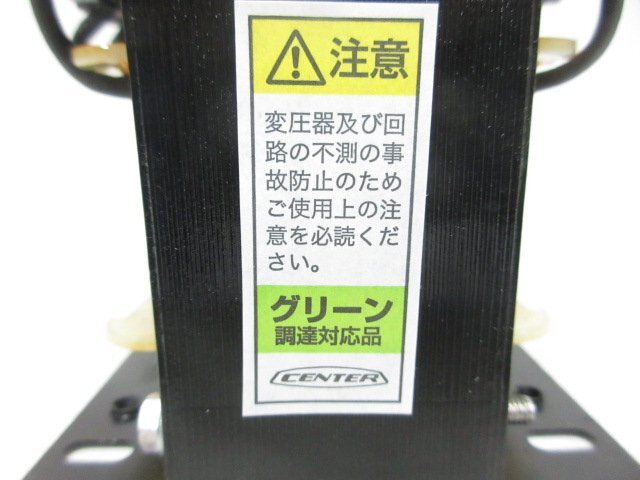 注意
変圧器及び回
路の不測の事
故防止のため
ご使用上の注
意を必読くだ
さい。
グリーン
調達対応品
CENTER